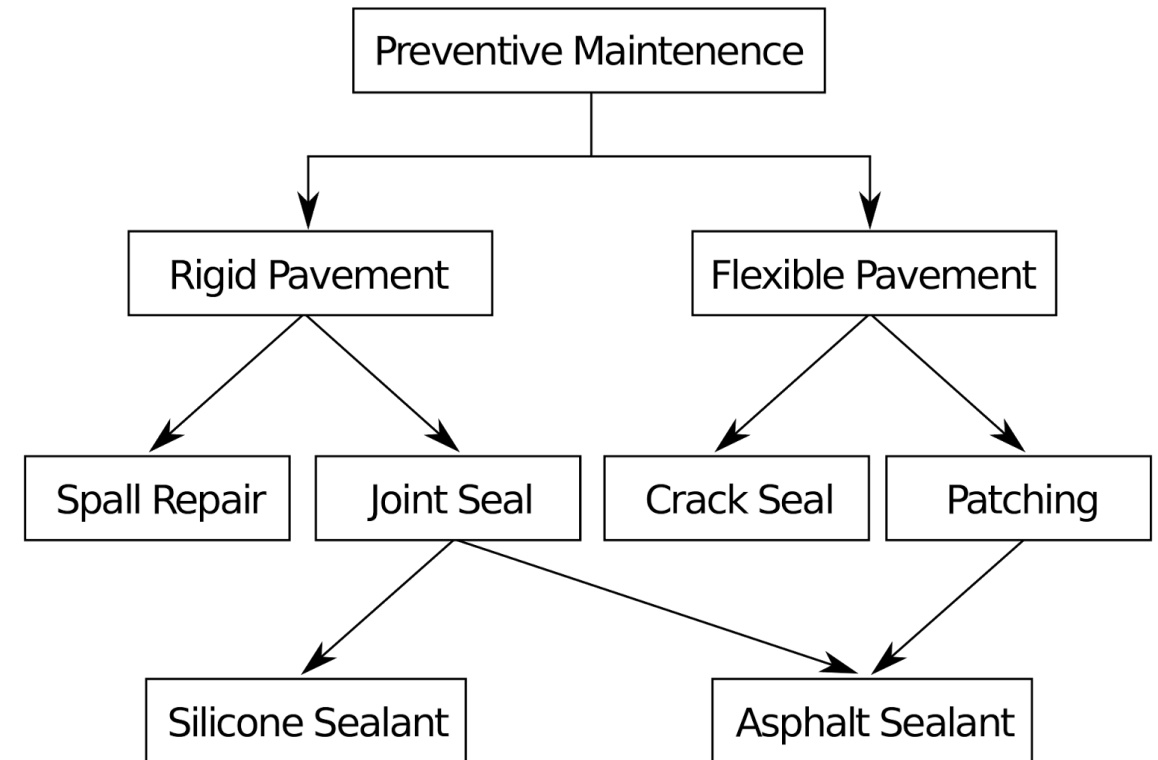 Preventive Maintenence
Rigid Pavement
Flexible Pavement
Spall Repair
Joint Seal
Crack Seal
Patching
Silicone Sealant
Asphalt Sealant